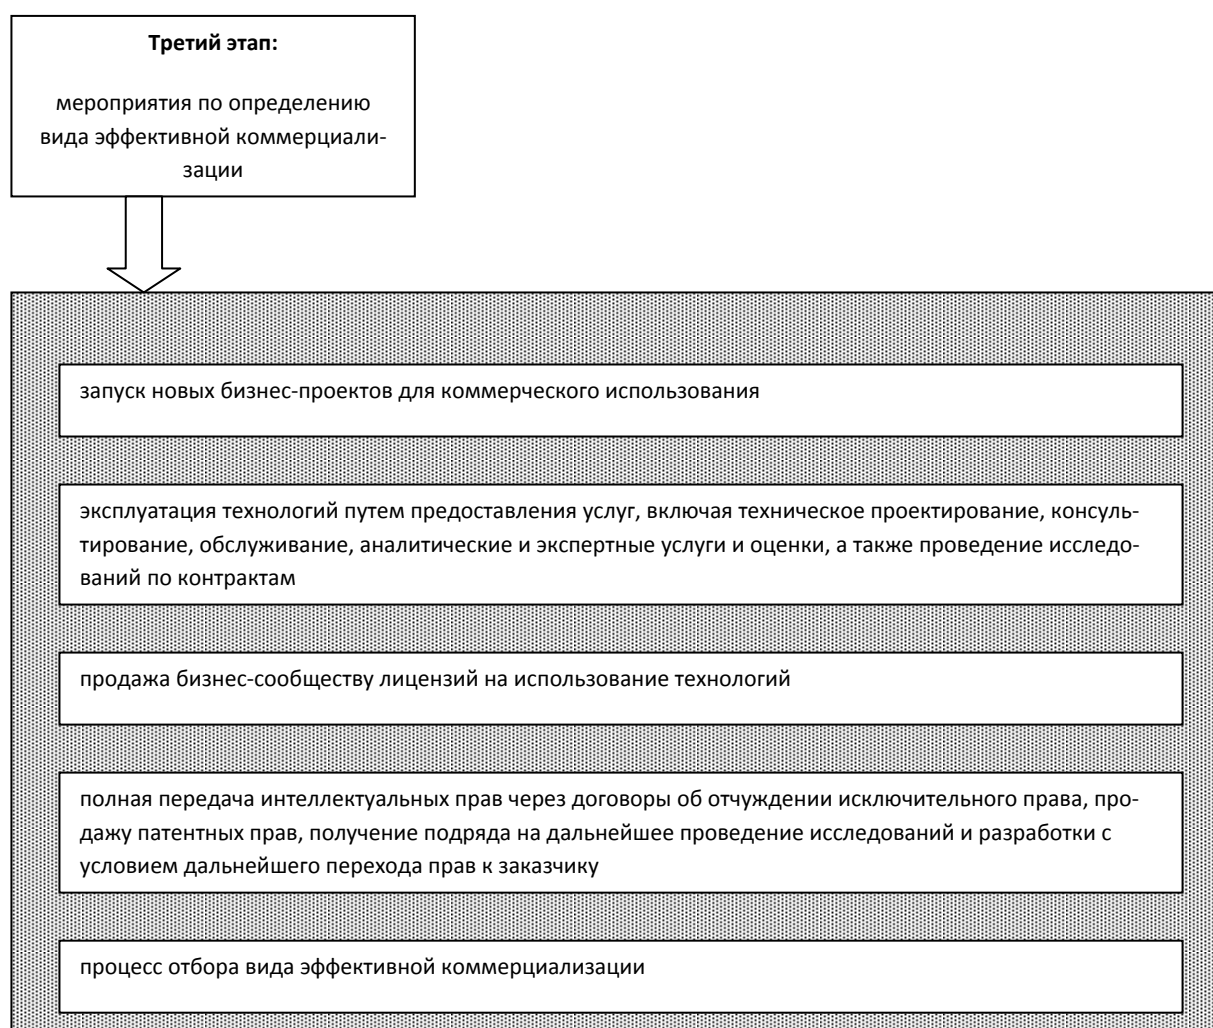 Третий этап:
мероприятия по определению
вида эффективной коммерциали-
зации
запуск новых бизнес-проектов для коммерческого использования
эксплуатация технологий путем предоставления услуг, включая техническое проектирование, консуль-
тирование, обслуживание, аналитические и экспертные услуги и оценки, а также проведение исследо-
ваний по контрактам
продажа бизнес-сообществу лицензий на использование технологий
полная передача интеллектуальных прав через договоры об отчуждении исключительного права, про-
дажу патентных прав, получение подряда на дальнейшее проведение исследований и разработки с
условием дальнейшего перехода прав к заказчику
процесс отбора вида эффективной коммерциализации